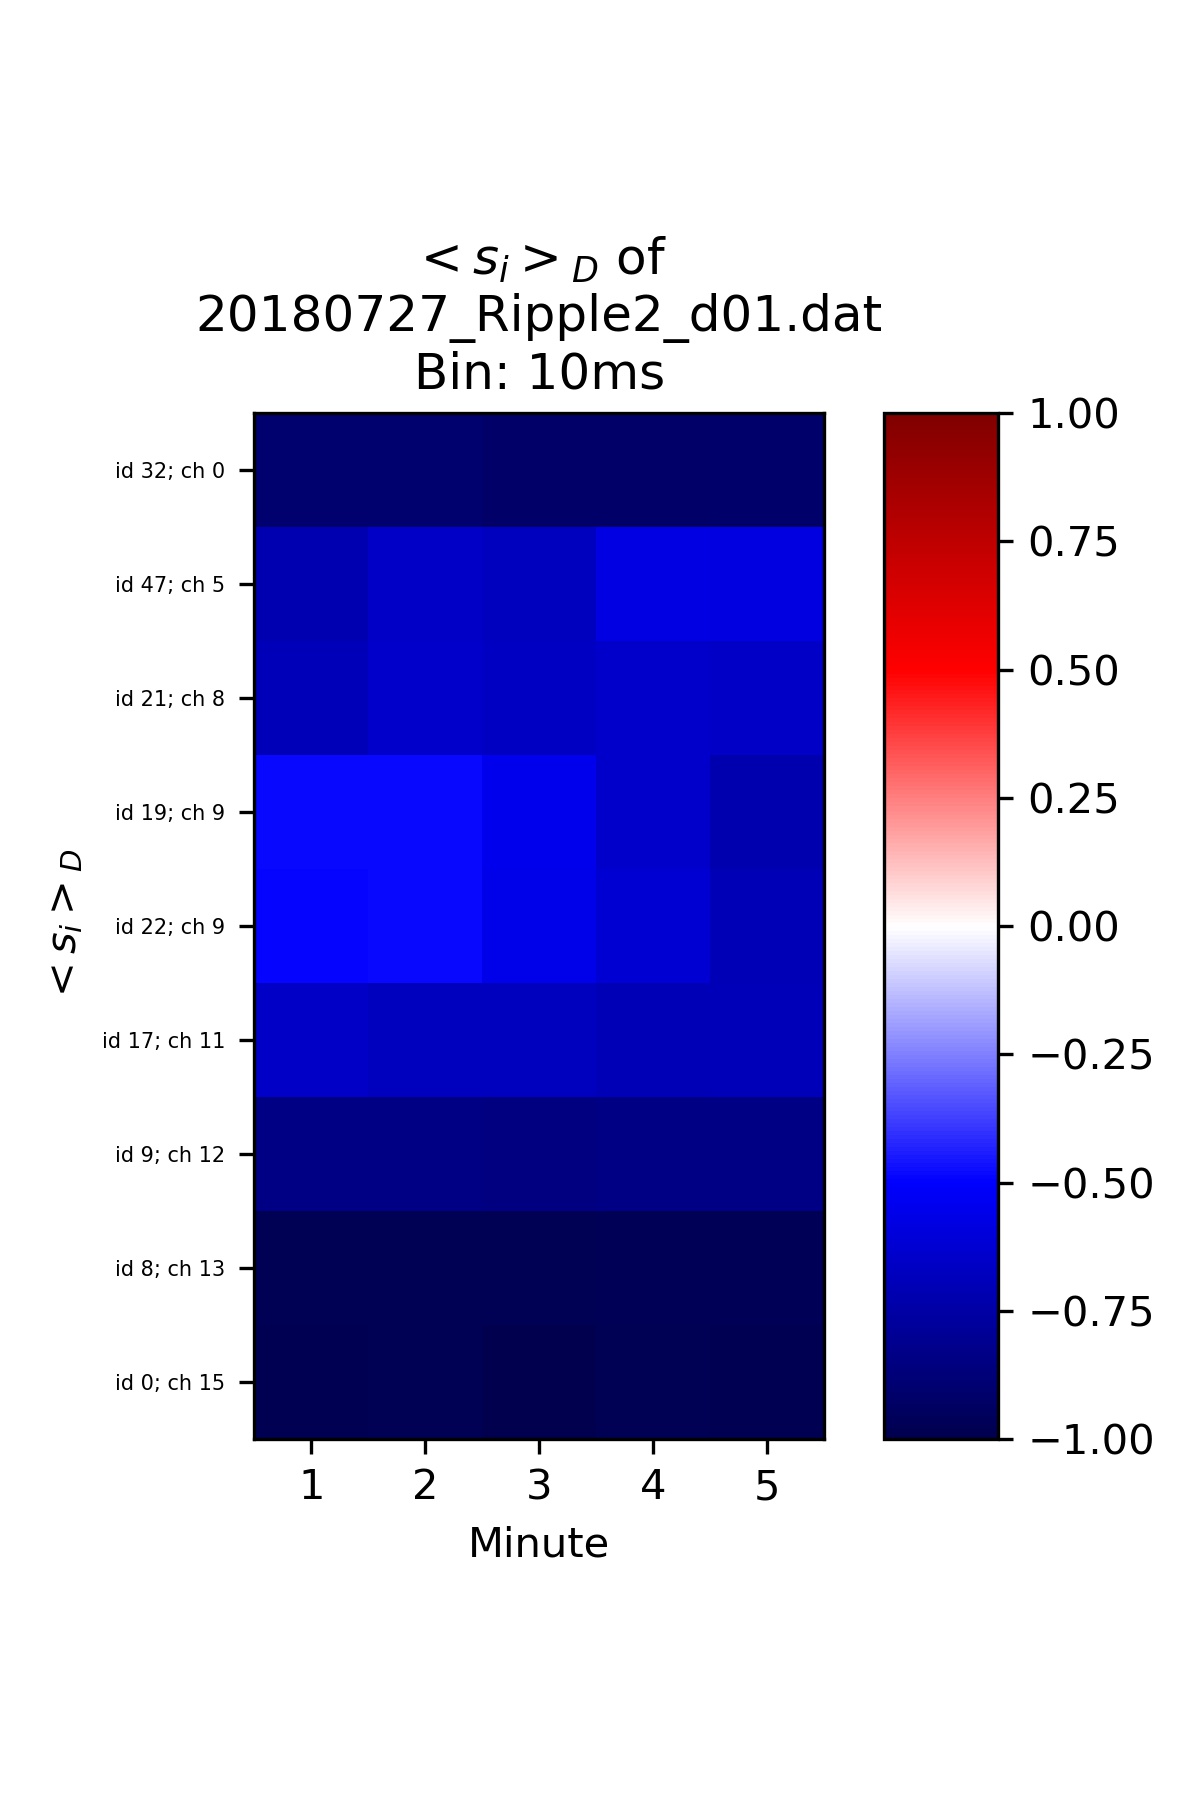 <s_i>_D of
20180727_Ripple2_d01.dat
Bin: 10ms
<s_i>_D
id 32; ch 0
id 47; ch 5
id 21; ch 8
id 19; ch 9
id 22; ch 9
id 17; ch 11
id 9; ch 12
id 8; ch 13
id 0; ch 15
1 2 3 4 5
Minute
1.00
0.75
0.50
0.25
0.00
−0.25
−0.50
−0.75
−1.00